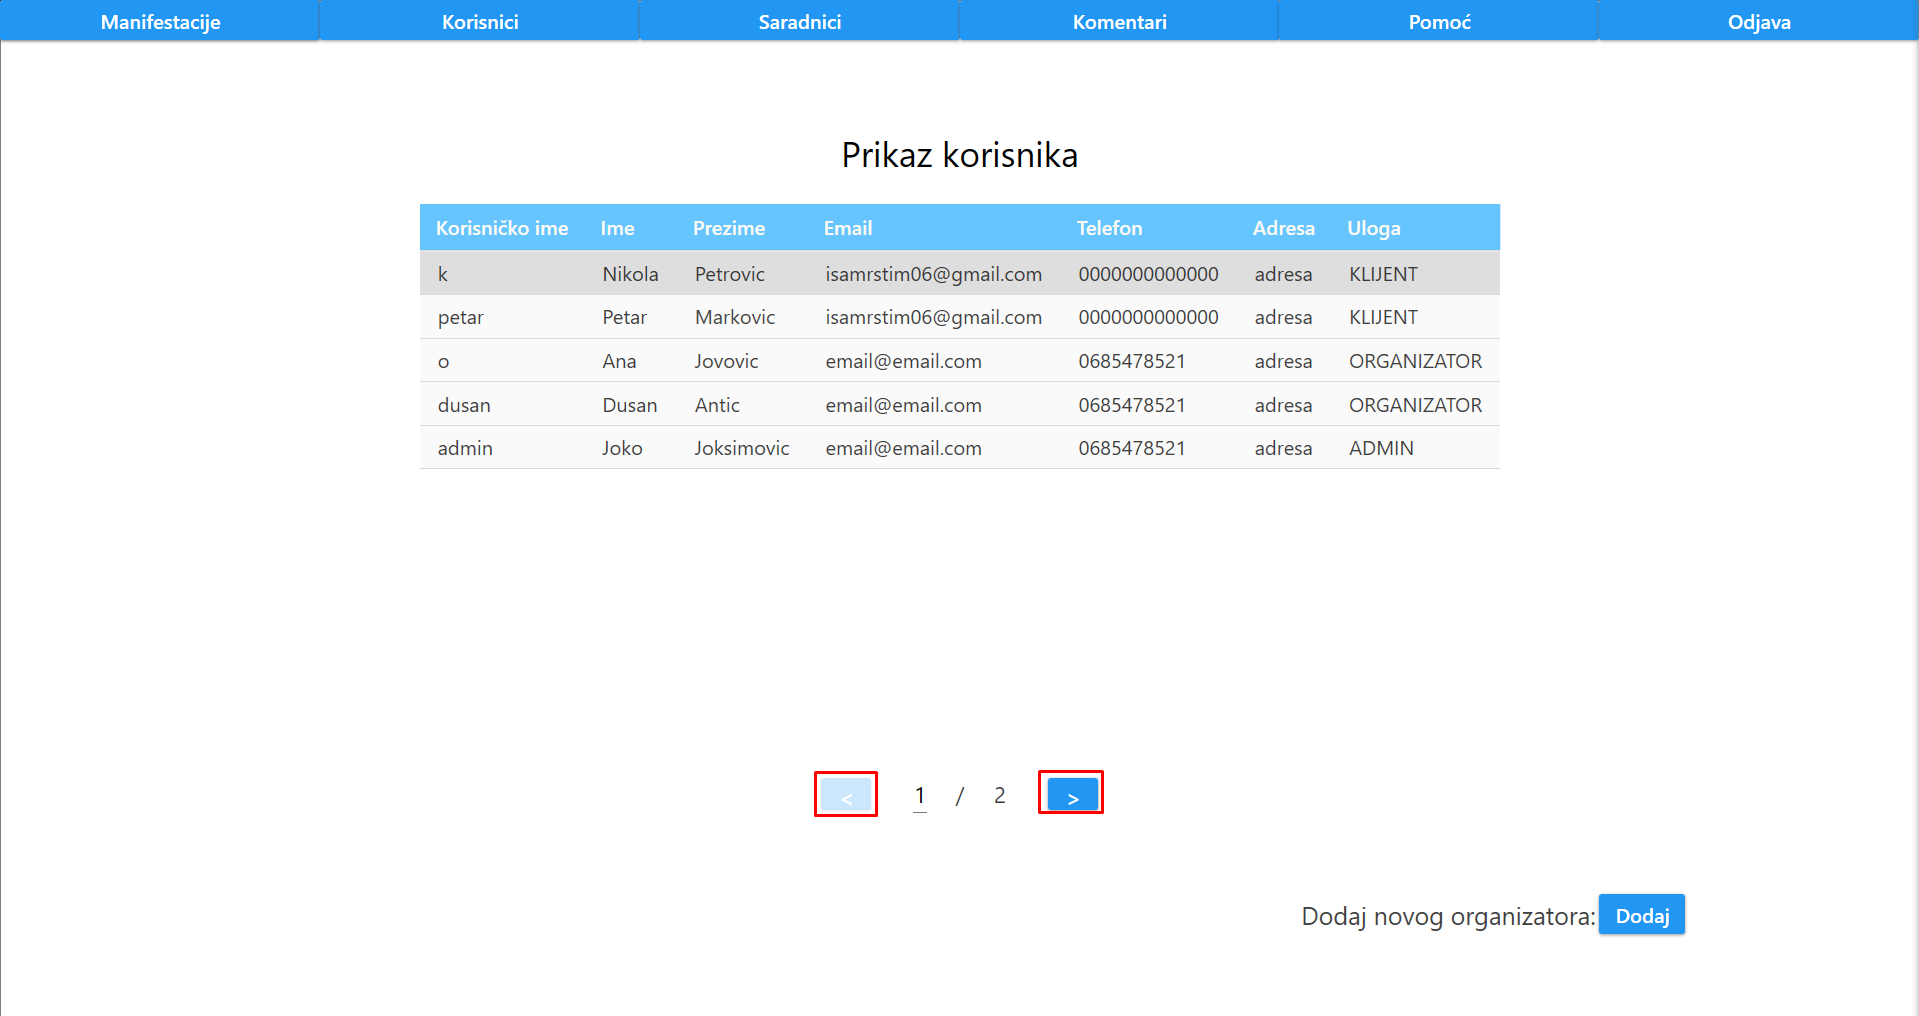 Manifestacije Korisnici Saradnici Komentari Pomoć Odjava
Prikaz korisnika
Korisničko ime Ime Prezime Email Telefon Adresa Uloga
k Nikola Petrovic isamrstim06@gmail.com 0000000000000 adresa KLIJENT
petar Petar Markovic isamrstim06@gmail.com 0000000000000 adresa KLIJENT
o Ana Jovovic email@email.com 0685478521 adresa ORGANIZATOR
dusan Dusan Antic email@email.com 0685478521 adresa ORGANIZATOR
admin Joko Joksimovic email@email.com 0685478521 adresa ADMIN
< 1 / 2 >
Dodaj novog organizatora: Dodaj